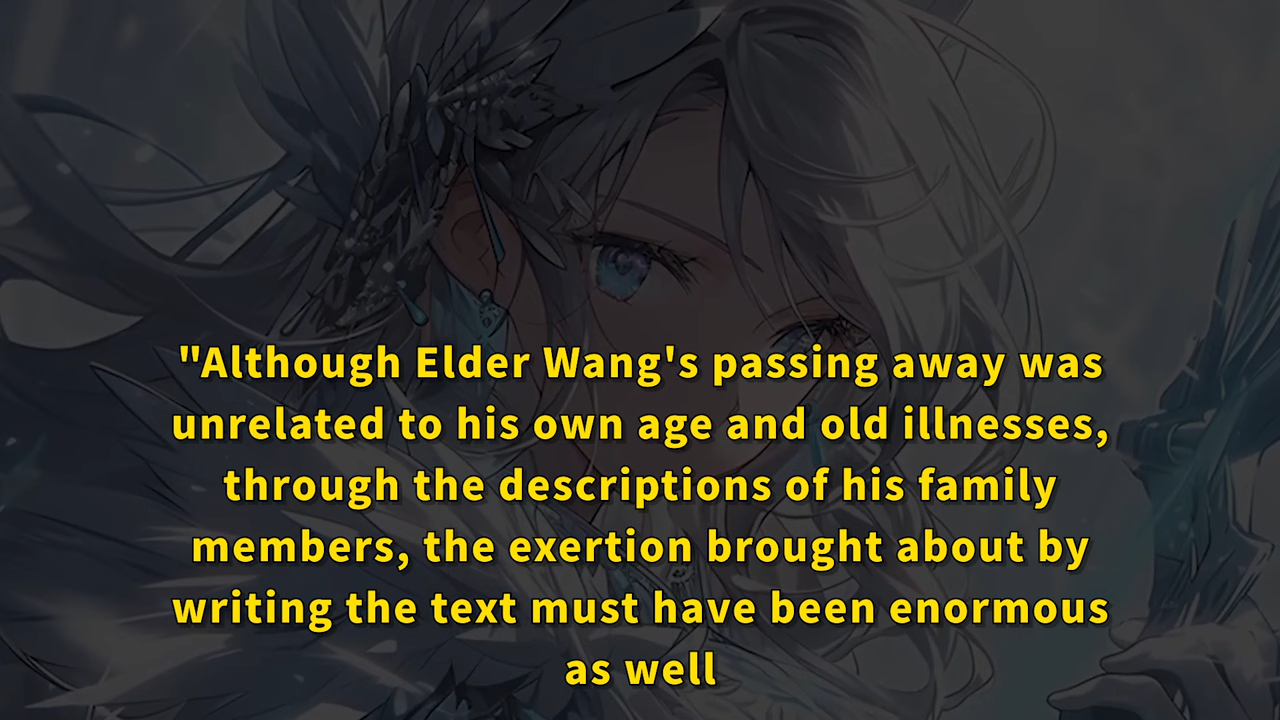 "Although Elder Wang's passing away was
unrelated to his own age and old illnesses,
through the descriptions of his family
members, the exertion brought about by
writing the text must have been enormous
as well